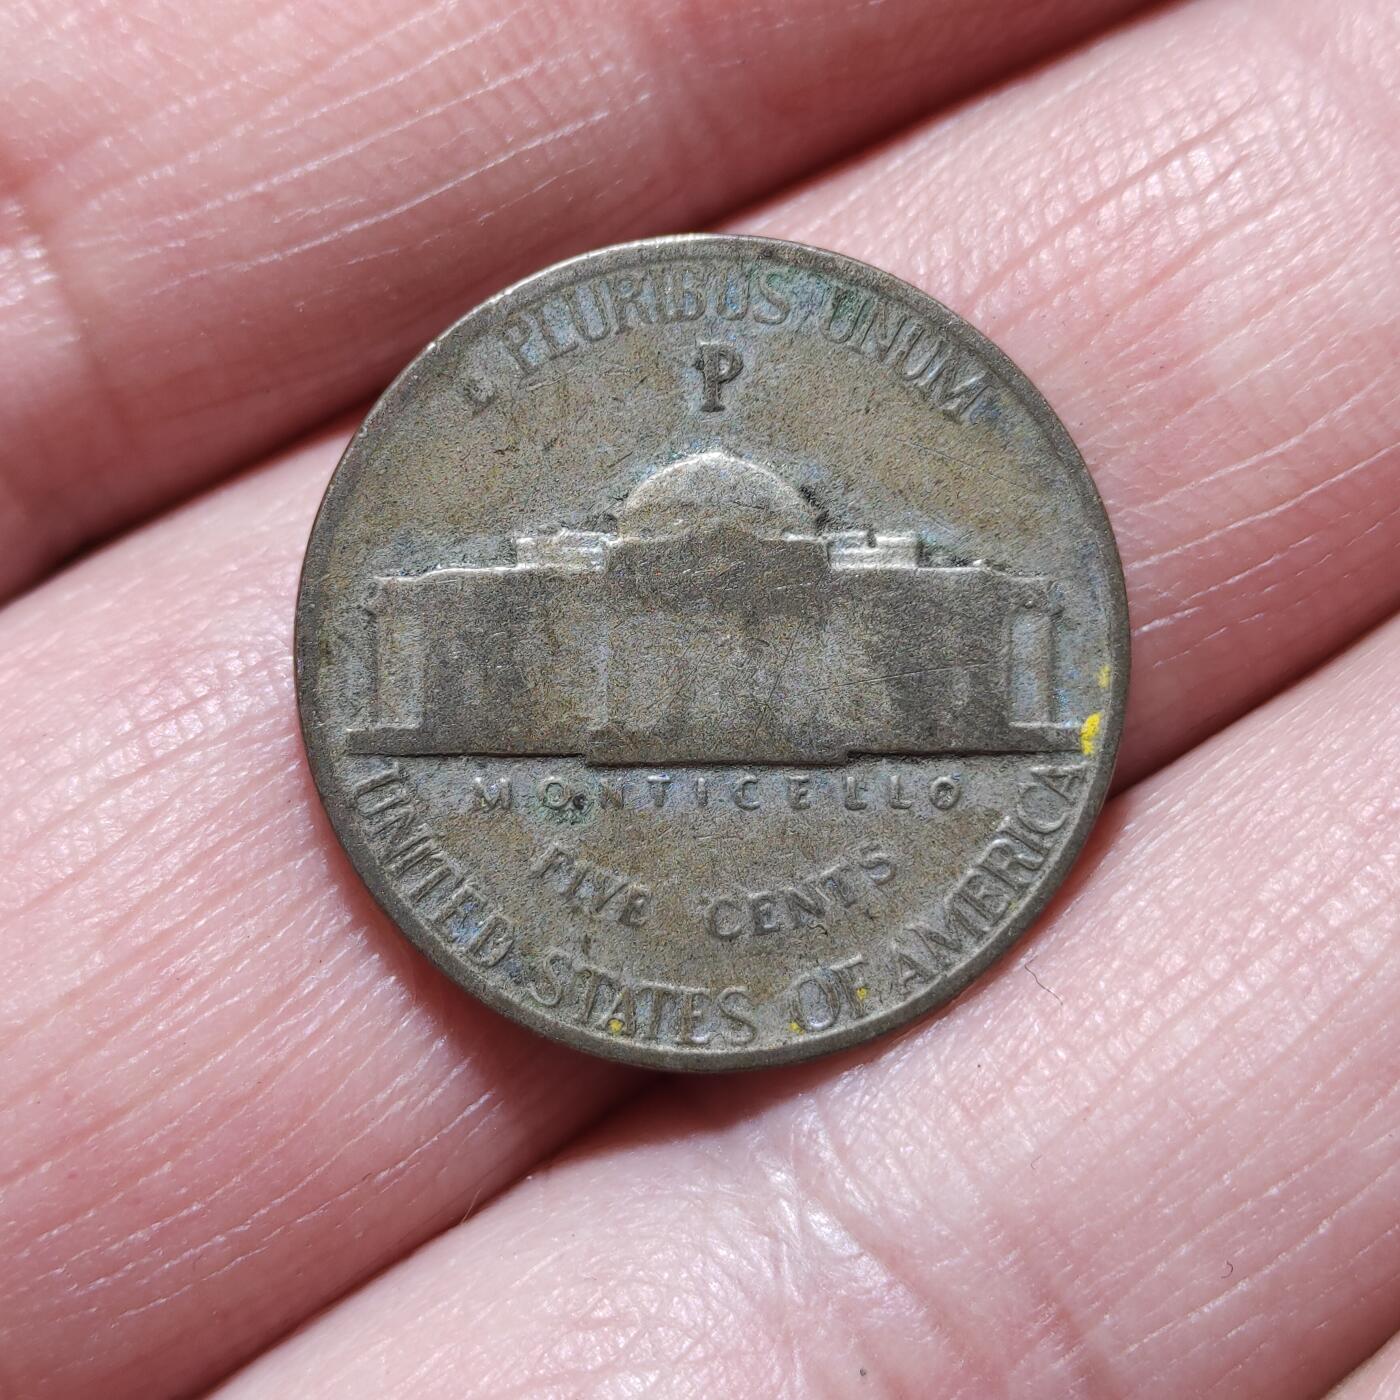 E PLURIBUS UNUM
P
MONTICELLO
FIVE CENTS
UNITED STATES OF AMERICA